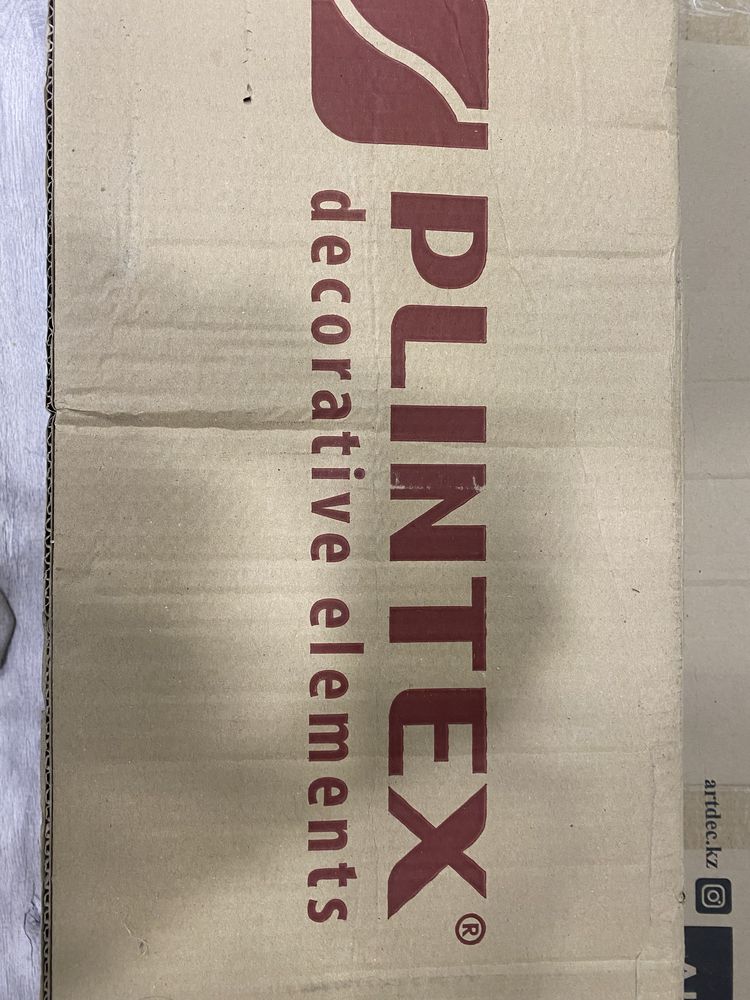 PLINTEX®
decorative elements
artdec.kz